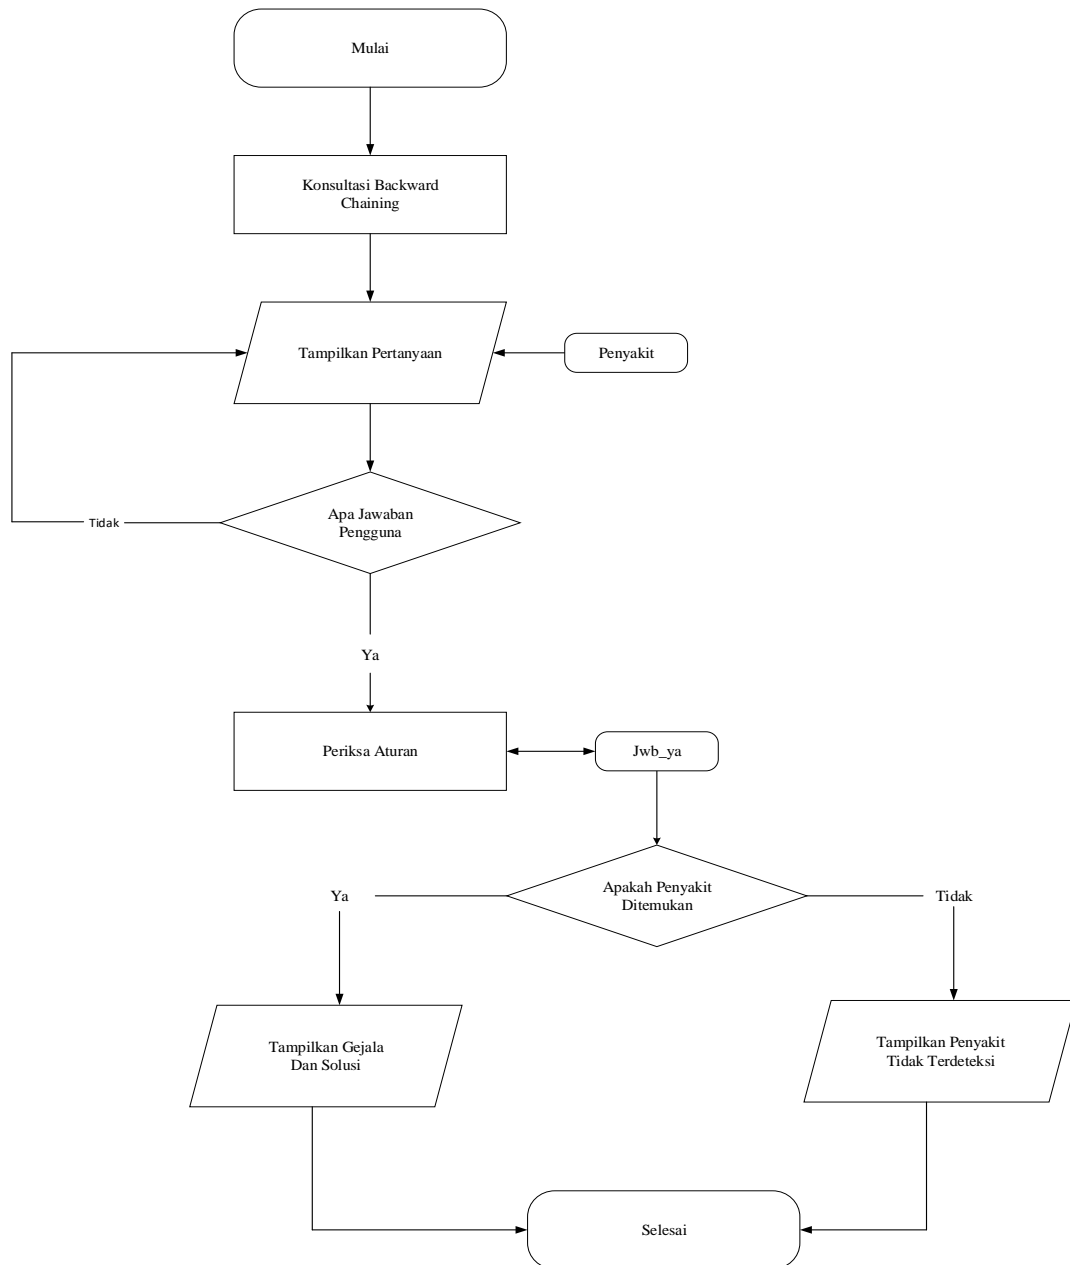 Mulai
Konsultasi Backward
Chaining
Tampilkan Pertanyaan
Penyakit
Apa Jawaban
Pengguna
Tidak
Ya
Periksa Aturan
Jwb_ya
Apakah Penyakit
Ditemukan
Ya
Tidak
Tampilkan Gejala
Dan Solusi
Tampilkan Penyakit
Tidak Terdeteksi
Selesai